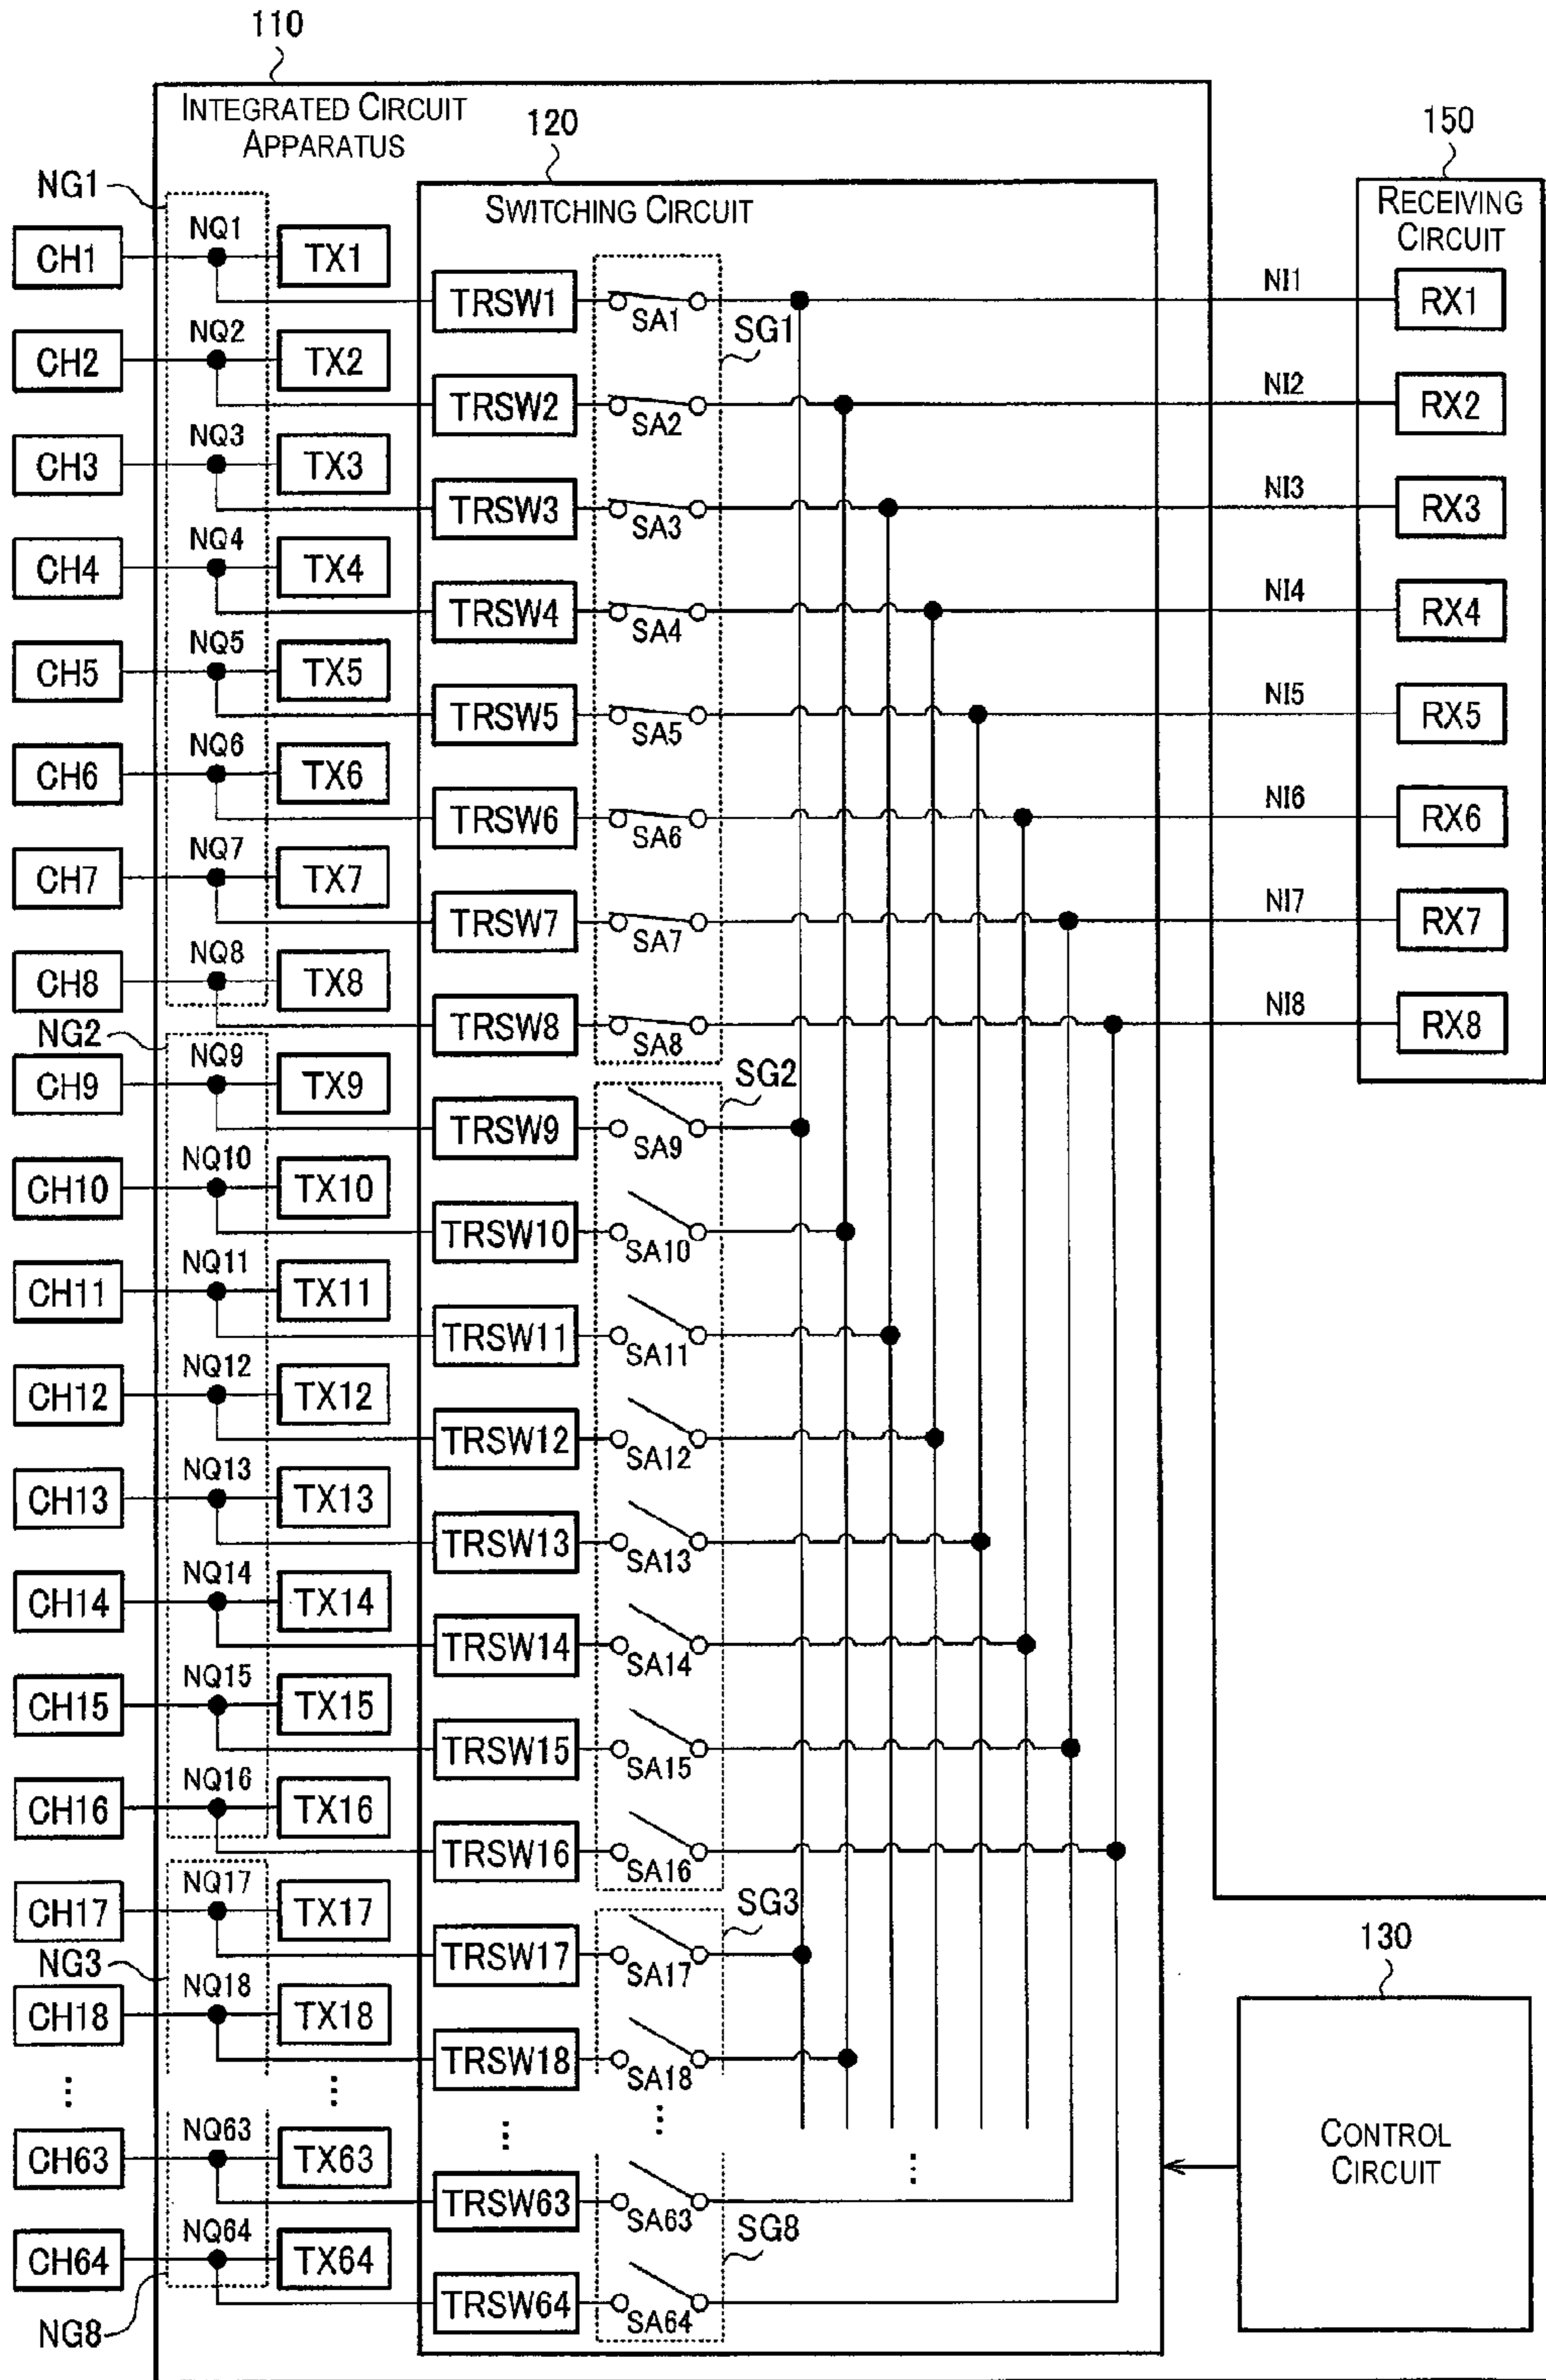 110
INTEGRATED CIRCUIT
APPARATUS
120
150
NG1
SWITCHING CIRCUIT
RECEIVING
CIRCUIT
CH1 NQ1 TX1
TRSW1 SA1 SG1 NI1 RX1
CH2 NQ2 TX2
TRSW2 SA2 NI2 RX2
CH3 NQ3 TX3
TRSW3 SA3 NI3 RX3
CH4 NQ4 TX4
TRSW4 SA4 NI4 RX4
CH5 NQ5 TX5
TRSW5 SA5 NI5 RX5
CH6 NQ6 TX6
TRSW6 SA6 NI6 RX6
CH7 NQ7 TX7
TRSW7 SA7 NI7 RX7
CH8 NQ8 TX8
TRSW8 SA8 NI8 RX8
NG2
SG2
CH9 NQ9 TX9
TRSW9 SA9
CH10 NQ10 TX10
TRSW10 SA10
CH11 NQ11 TX11
TRSW11 SA11
CH12 NQ12 TX12
TRSW12 SA12
CH13 NQ13 TX13
TRSW13 SA13
CH14 NQ14 TX14
TRSW14 SA14
CH15 NQ15 TX15
TRSW15 SA15
CH16 NQ16 TX16
TRSW16 SA16
CH17 NQ17 TX17
SG3
TRSW17 SA17
130
NG3
CH18 NQ18 TX18
TRSW18 SA18
⋮ ⋮ ⋮ ⋮ ⋮
CH63 NQ63 TX63
TRSW63 SA63
CONTROL
CIRCUIT
SG8
CH64 NQ64 TX64
TRSW64 SA64
NG8